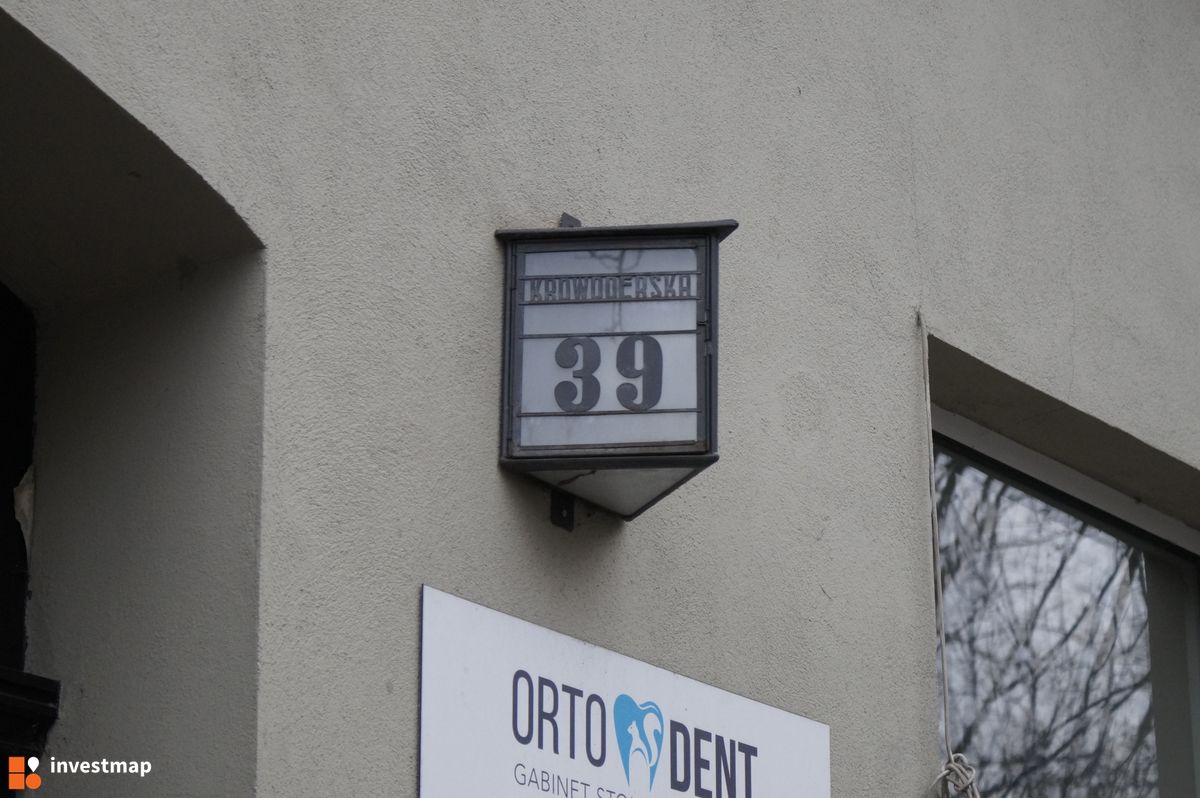 KROWODERSKA
39
ORTO DENT
GABINET
investmap